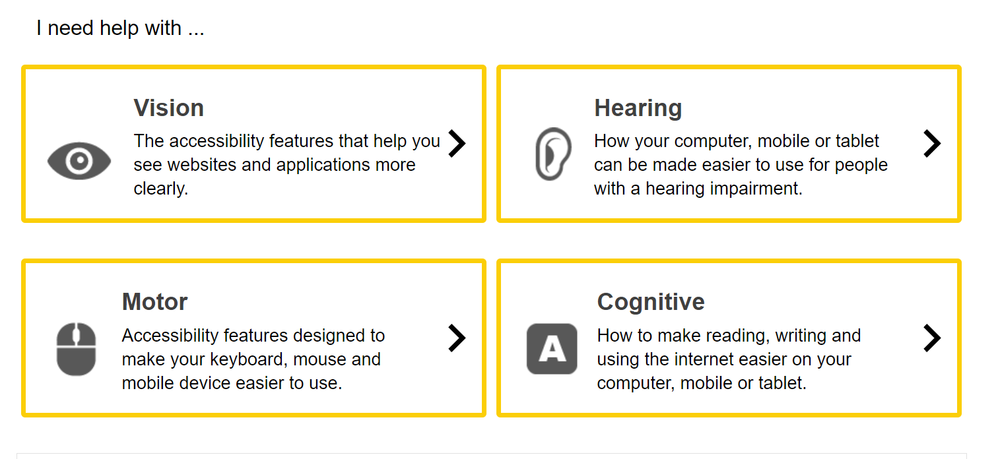 I need help with ...
Vision
The accessibility features that help you
see websites and applications more
clearly.
Hearing
How your computer, mobile or tablet
can be made easier to use for people
with a hearing impairment.
Motor
Accessibility features designed to
make your keyboard, mouse and
mobile device easier to use.
A
Cognitive
How to make reading, writing and
using the internet easier on your
computer, mobile or tablet.